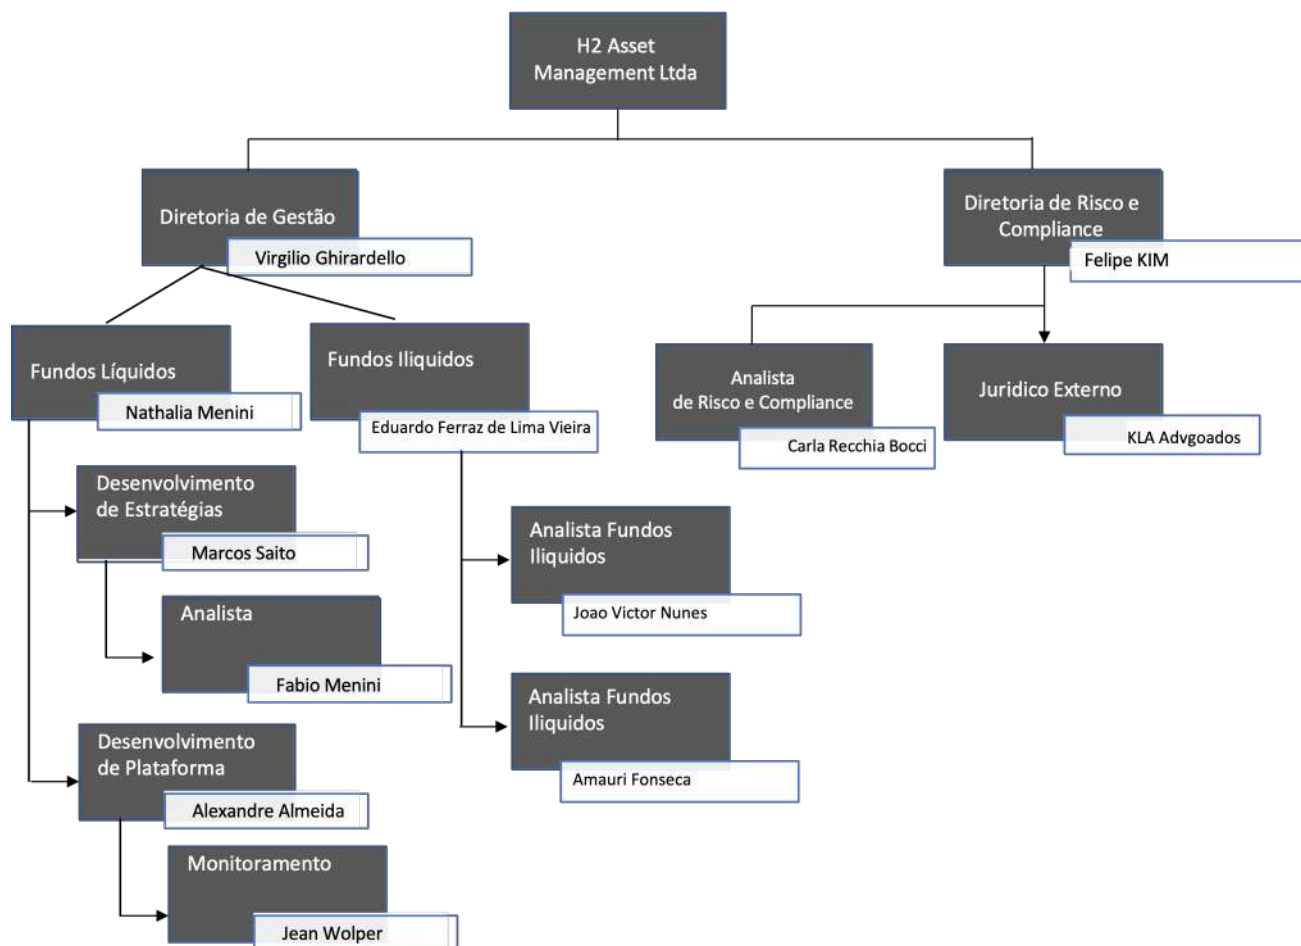 H2 Asset
Management Ltda
Diretoria de Gestão
Virgilio Ghirardello
Diretoria de Risco e
Compliance
Felipe KIM
Fundos Líquidos
Nathalia Menini
Fundos Iliquidos
Eduardo Ferraz de Lima Vieira
Analista
de Risco e Compliance
Carla Recchia Bocci
Juridico Externo
KLA Advgoados
Desenvolvimento
de Estratégias
Marcos Saito
Analista
Fabio Menini
Analista Fundos
Iliquidos
Joao Victor Nunes
Analista Fundos
Iliquidos
Amauri Fonseca
Desenvolvimento
de Plataforma
Alexandre Almeida
Monitoramento
Jean Wolper